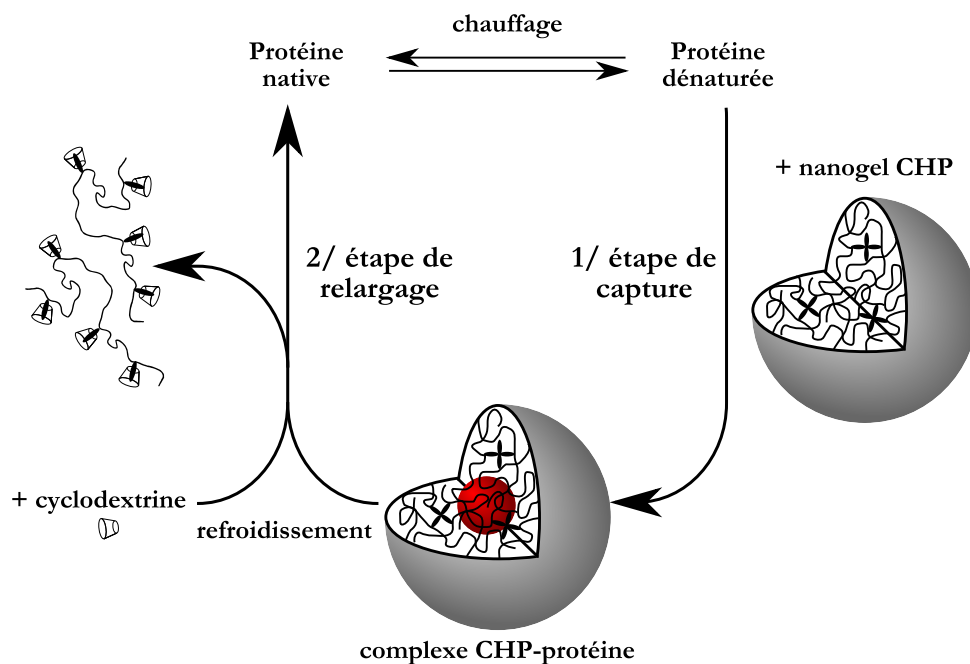 chauffage
Protéine
native
Protéine
dénaturée
+ nanogel CHP
2/ étape de
relargage
1/ étape de
capture
+ cyclodextrine
refroidissement
complexe CHP-protéine